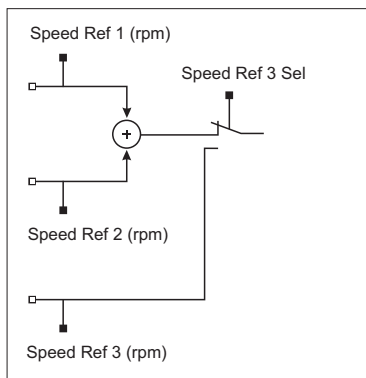 Speed Ref 1 (rpm)
Speed Ref 3 Sel
+
Speed Ref 2 (rpm)
Speed Ref 3 (rpm)